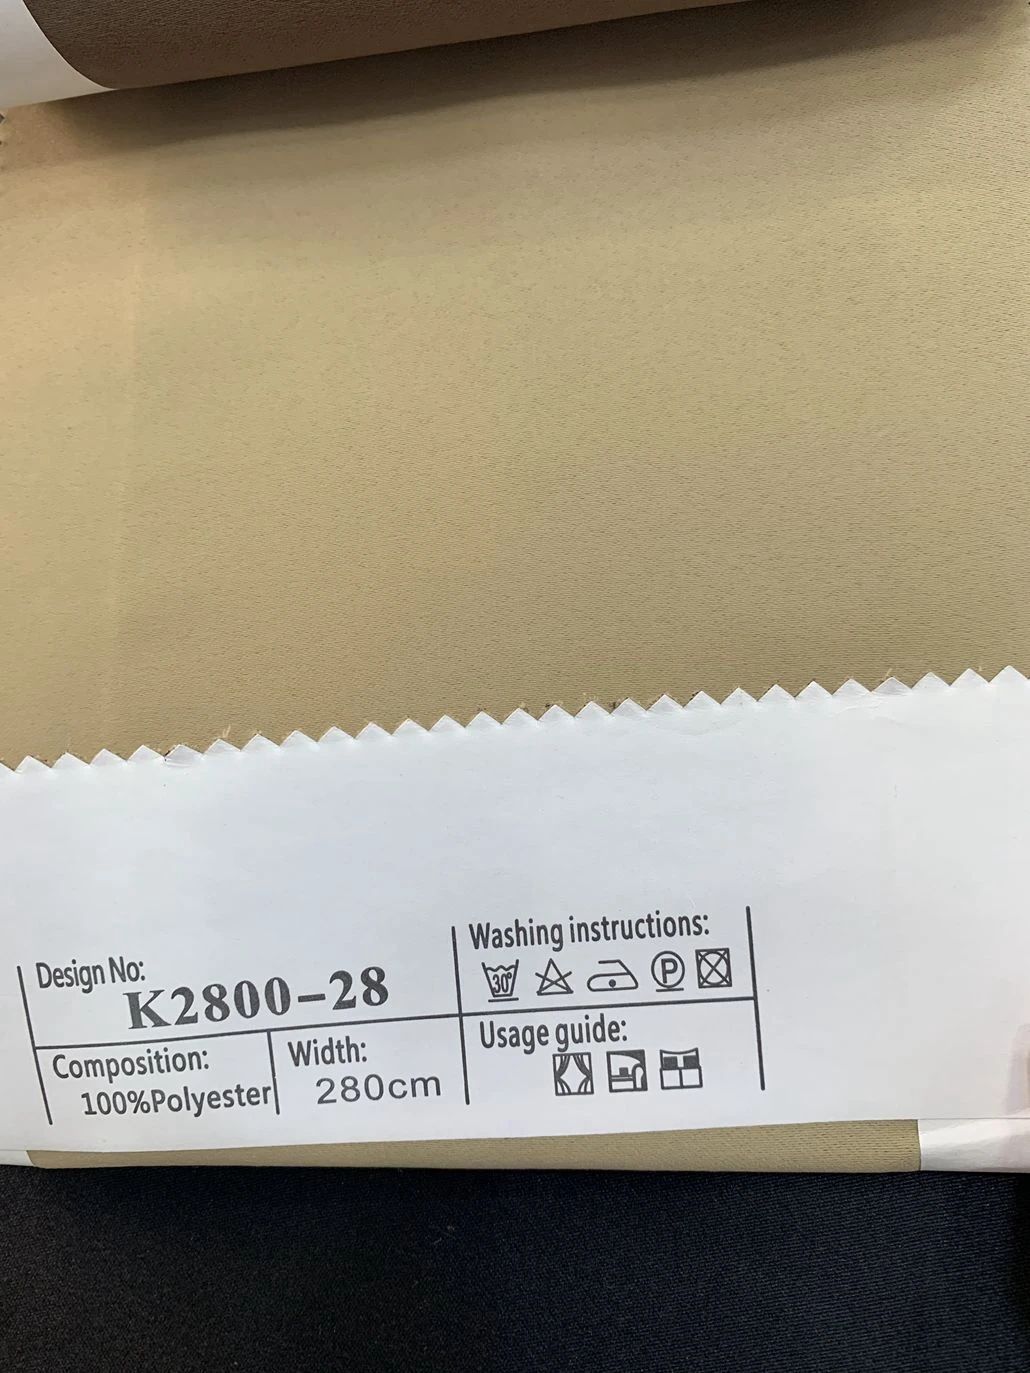 Design No:
K2800-28
Composition:
100%Polyester
Width:
280cm
Washing instructions:
30°
P
Usage guide: